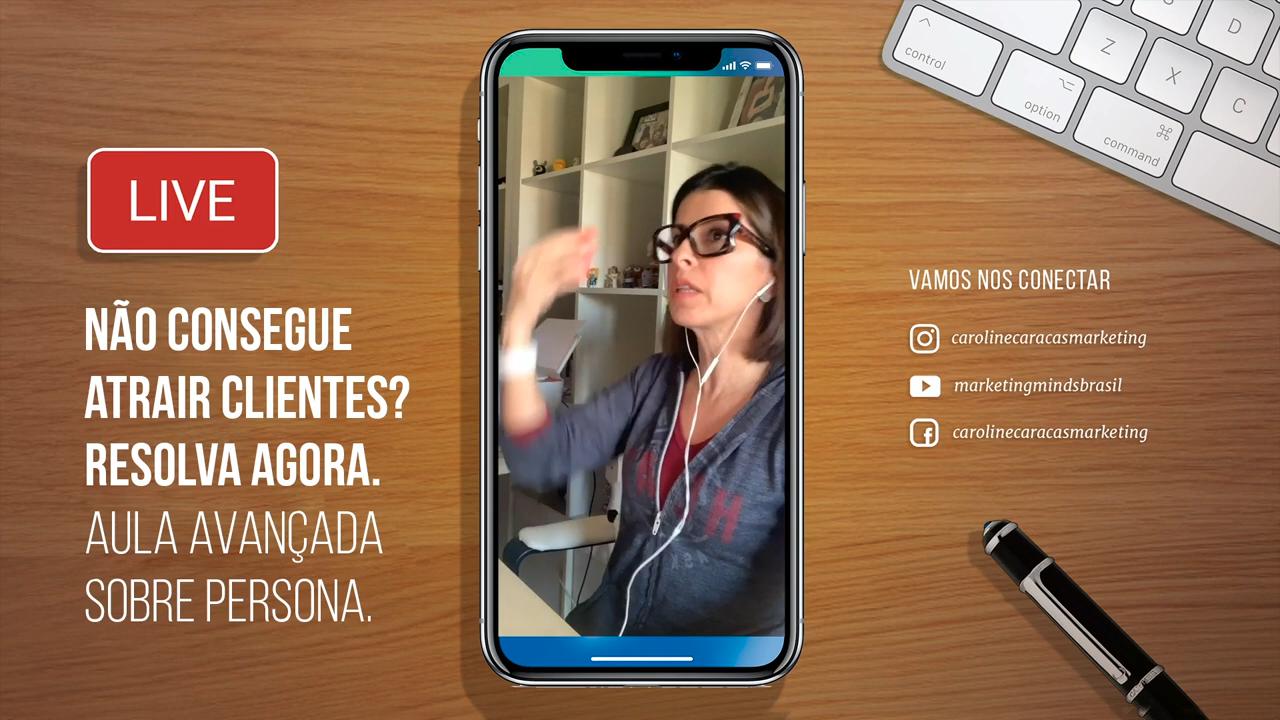 LIVE
NÃO CONSEGUE
ATRAIR CLIENTES?
RESOLVA AGORA.
AULA AVANÇADA
SOBRE PERSONA.
VAMOS NOS CONECTAR
carolinecaracasmarketing
marketingmindsbrasil
carolinecaracasmarketing
control
option
command
Z
X
C
S
D